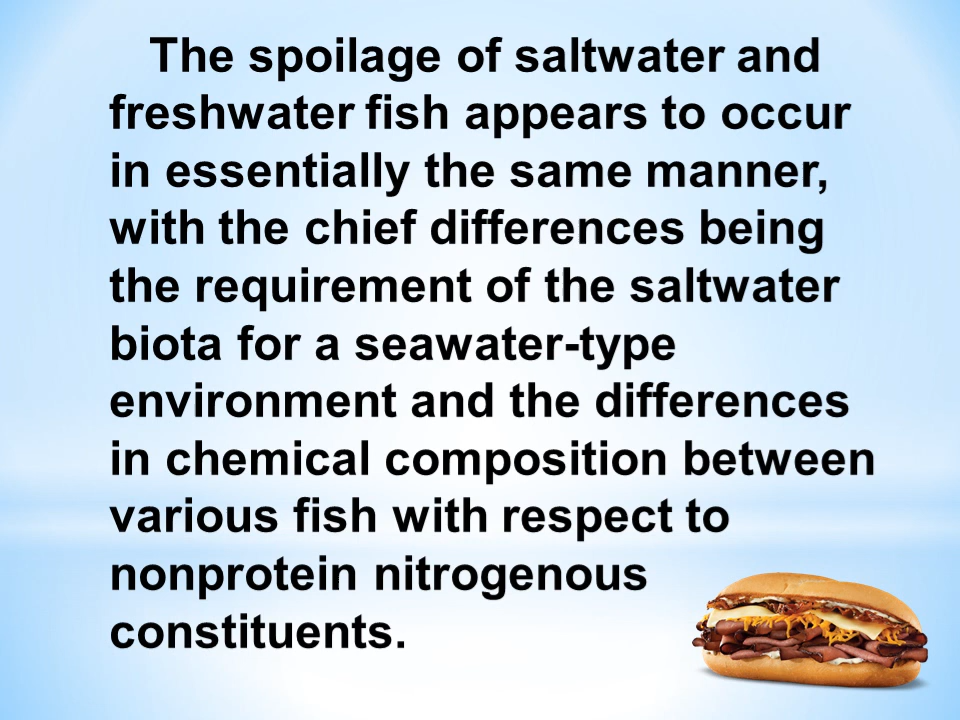 The spoilage of saltwater and
freshwater fish appears to occur
in essentially the same manner,
with the chief differences being
the requirement of the saltwater
biota for a seawater-type
environment and the differences
in chemical composition between
various fish with respect to
nonprotein nitrogenous
constituents.